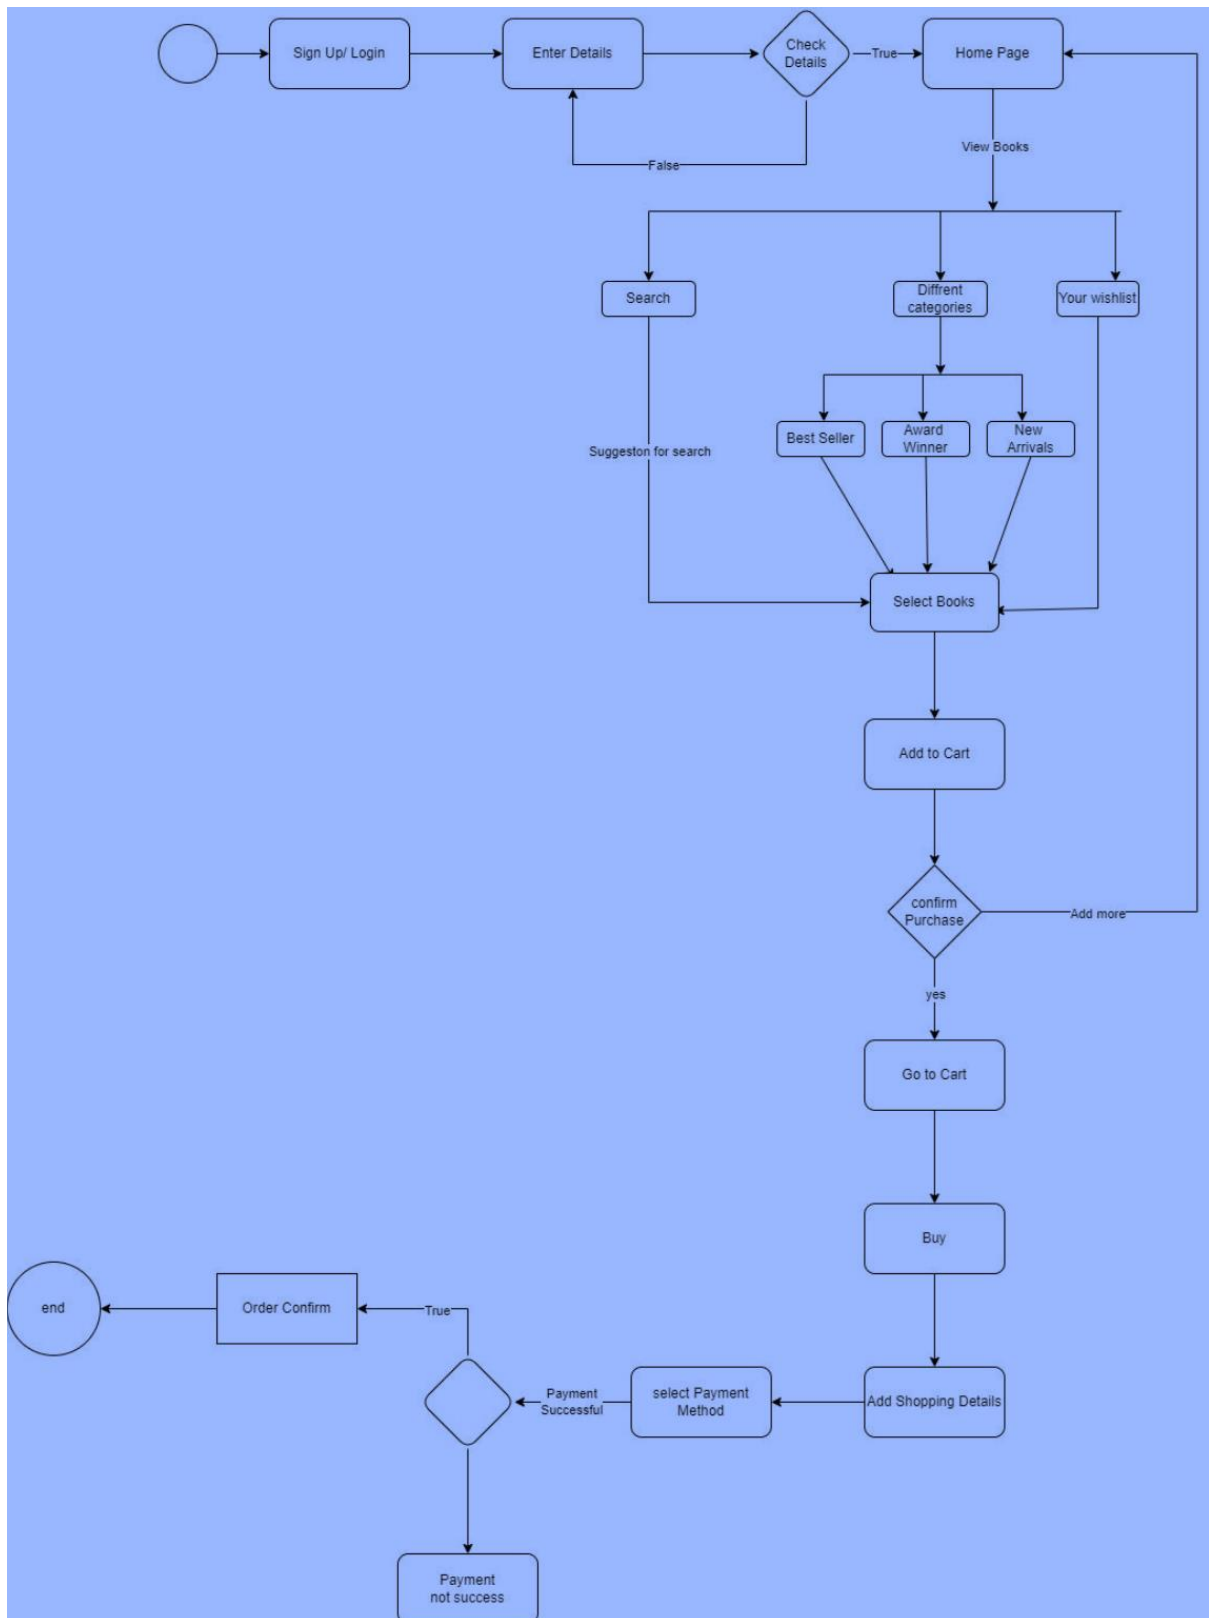 Sign Up/ Login
Enter Details
Check
Details
True
Home Page
False
View Books
Search
Diffrent
categories
Your wishlist
Best Seller
Award
Winner
New
Arrivals
Suggeston for search
Select Books
Add to Cart
confirm
Purchase
Add more
yes
Go to Cart
Buy
end
Order Confirm
True
Payment
Successful
select Payment
Method
Add Shopping Details
Payment
not success